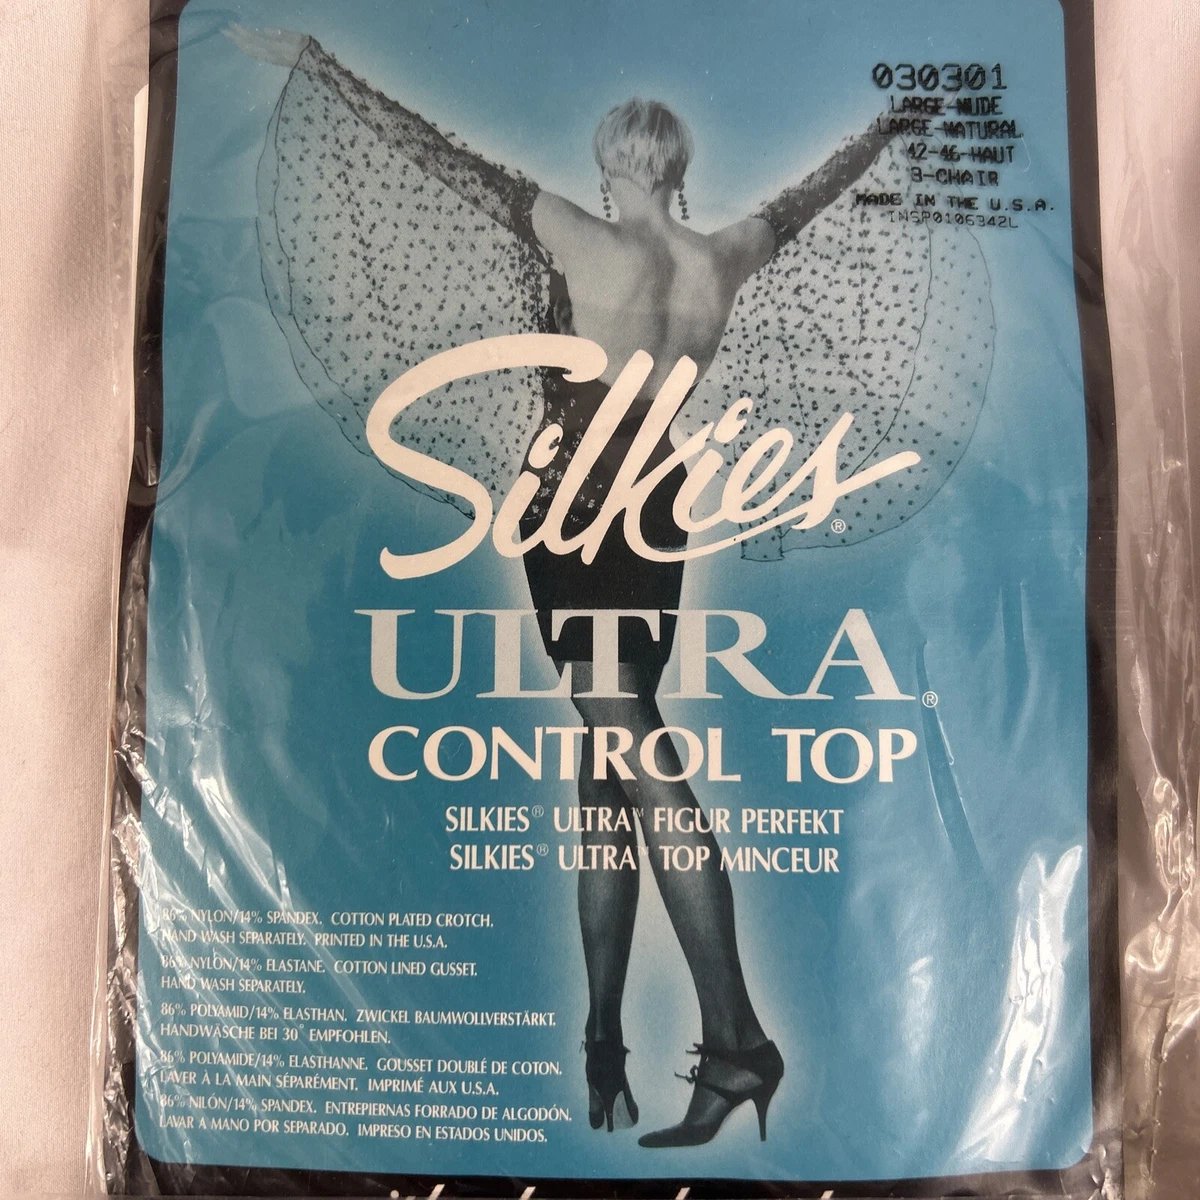 030301
LARGE-NUDE
LARGE-NATURAL
42-46-HAUT
3-CHAIR
MADE IN THE U.S.A.
INSP0106342L
Silkies®
ULTRA®
CONTROL TOP
SILKIES® ULTRA™ FIGUR PERFEKT
SILKIES® ULTRA™ TOP MINCEUR
86% NYLON/14% SPANDEX. COTTON PLATED CROTCH.
HAND WASH SEPARATELY. PRINTED IN THE U.S.A.
86% NYLON/14% ELASTANE. COTTON LINED GUSSET.
HAND WASH SEPARATELY.
86% POLYAMID/14% ELASTHAN. ZWICKEL BAUMWOLLVERSTÄRKT.
HANDWÄSCHE BEI 30° EMPFOHLEN.
86% POLYAMIDE/14% ELASTHANNE. GOUSSET DOUBLÉ DE COTON.
LAVER À LA MAIN SÉPARÉMENT. IMPRIMÉ AUX U.S.A.
86% NILÓN/14% SPANDEX. ENTREPIERNAS FORRADO DE ALGODÓN.
LAVAR A MANO POR SEPARADO. IMPRESO EN ESTADOS UNIDOS.